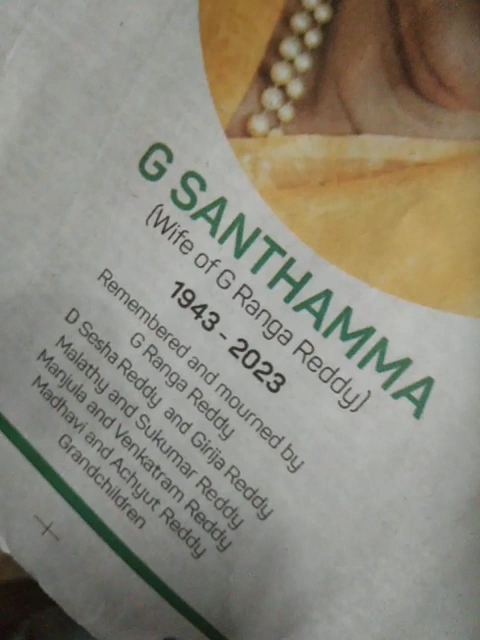 G SANTHAMMA
(Wife of G Ranga Reddy)
1943 - 2023
Remembered and mourned by
G Ranga Reddy
D Sesha Reddy and Girija Reddy
Malathy and Sukumar Reddy
Manjula and Venkatram Reddy
Madhavi and Achyut Reddy
Grandchildren